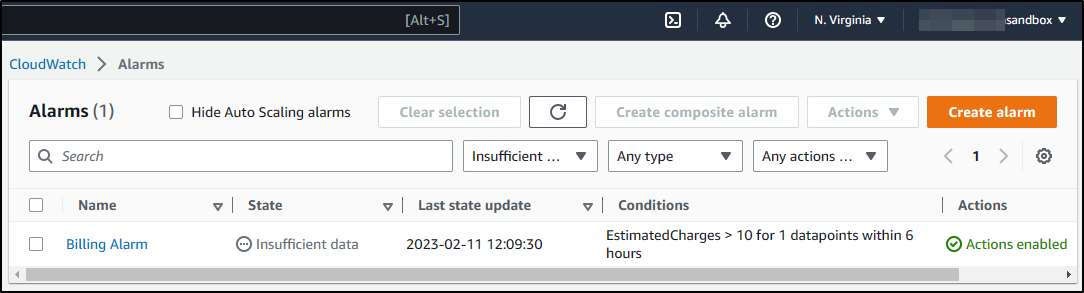 [Alt+S]
N. Virginia
sandbox
CloudWatch > Alarms
Alarms (1)
Hide Auto Scaling alarms
Clear selection
Create composite alarm
Actions
Create alarm
Search
Insufficient ...
Any type
Any actions ...
1
Name
State
Last state update
Conditions
Actions
Billing Alarm
Insufficient data
2023-02-11 12:09:30
EstimatedCharges > 10 for 1 datapoints within 6
hours
Actions enabled